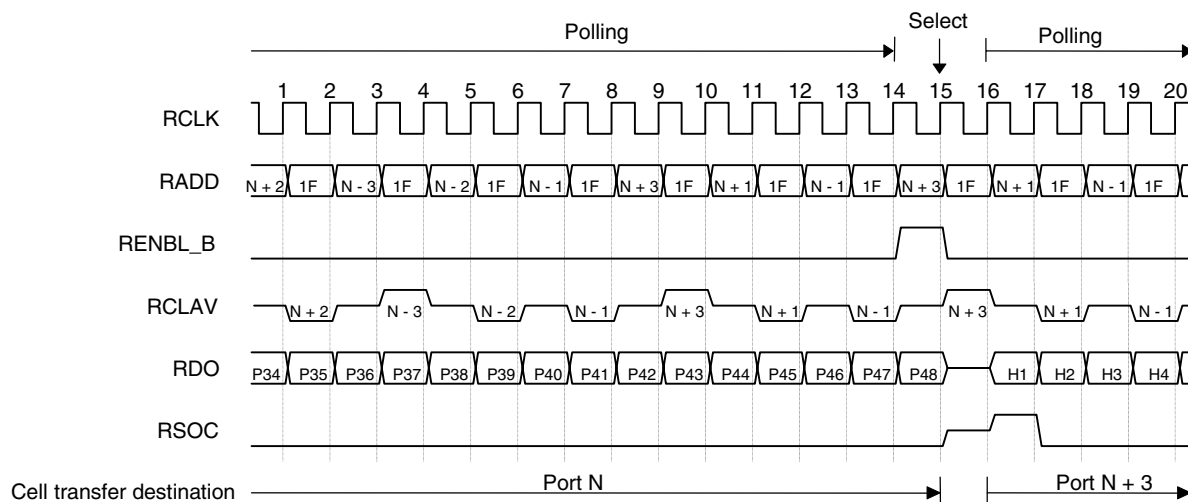 Polling Select Polling
1 2 3 4 5 6 7 8 9 10 11 12 13 14 15 16 17 18 19 20
RCLK
RADD N + 2 1F N - 3 1F N - 2 1F N - 1 1F N + 3 1F N + 1 1F N - 1 1F N + 3 1F N + 1 1F N - 1 1F
RENBL_B
RCLAV N + 2 N - 3 N - 2 N - 1 N + 3 N + 1 N - 1 N + 3 N + 1 N - 1
RDO P34 P35 P36 P37 P38 P39 P40 P41 P42 P43 P44 P45 P46 P47 P48 H1 H2 H3 H4
RSOC
Cell transfer destination Port N Port N + 3